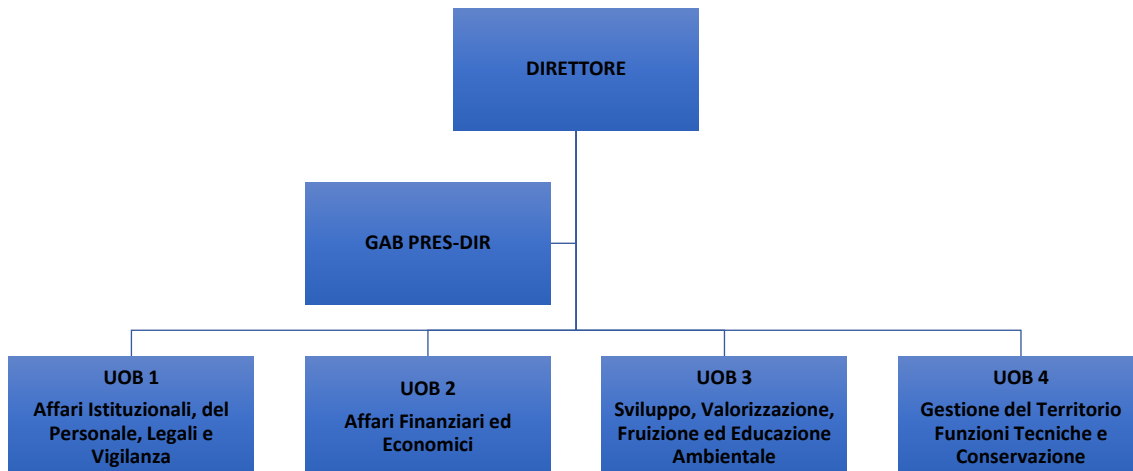 DIRETTORE
GAB PRES-DIR
UOB 1
Affari Istituzionali, del
Personale, Legali e
Vigilanza
UOB 2
Affari Finanziari ed
Economici
UOB 3
Sviluppo, Valorizzazione,
Fruizione ed Educazione
Ambientale
UOB 4
Gestione del Territorio
Funzioni Tecniche e
Conservazione